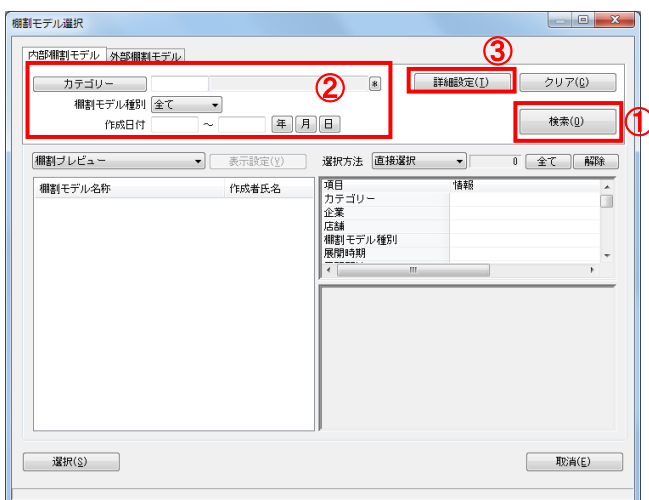 棚割モデル選択
内部棚割モデル 外部棚割モデル
③
カテゴリー * ② 詳細設定(I) クリア(C)
棚割モデル種別 全て
検索(Q) ①
作成日付 ～ 年 月 日
棚割プレビュー 表示設定(V) 選択方法 直接選択 0 全て 解除
棚割モデル名称 作成者氏名 項目 情報
カテゴリー
企業
店舗
棚割モデル種別
展開時期
選択(S) 取消(E)